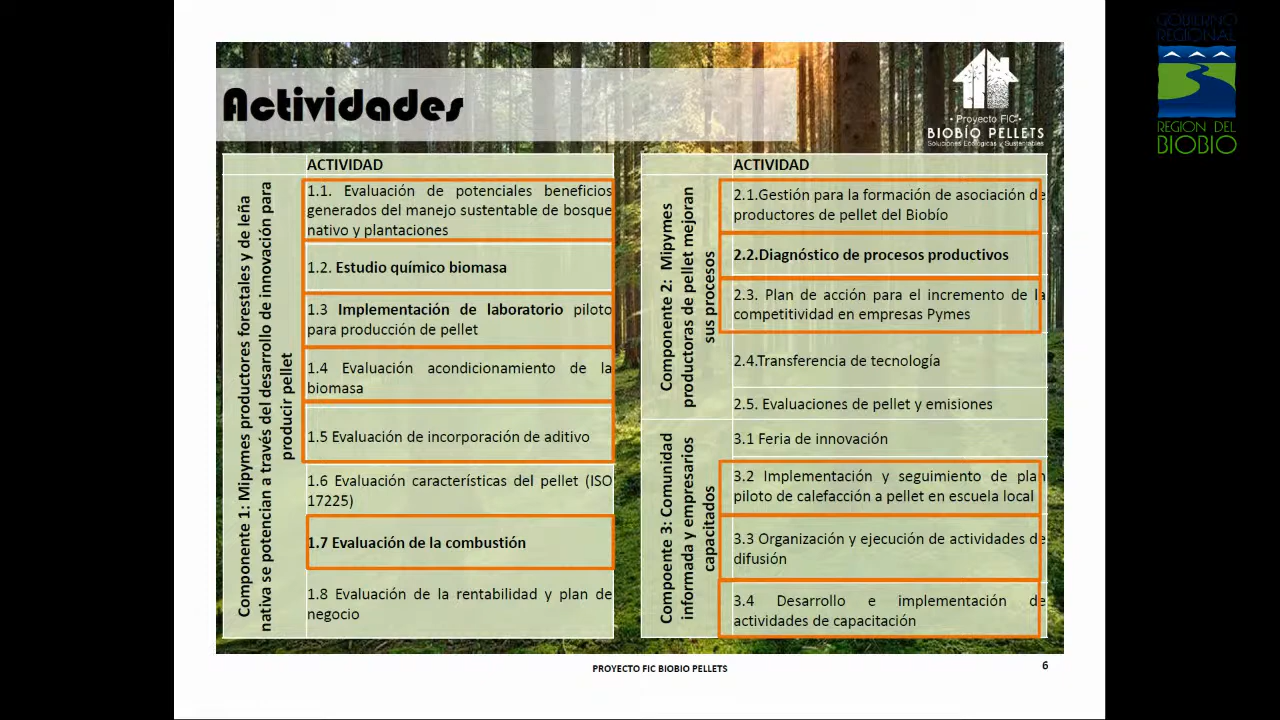 GOBIERNO
REGIONAL
REGION DEL
BIOBIO
Actividades
• Proyecto FIC •
BIOBÍO PELLETS
Soluciones Ecológicas y Sustentables
ACTIVIDAD
Componente 1: Mipymes productores forestales y de leña
nativa se potencian a través del desarrollo de innovación para
producir pellet
1.1. Evaluación de potenciales beneficios
generados del manejo sustentable de bosque
nativo y plantaciones
1.2. Estudio químico biomasa
1.3 Implementación de laboratorio piloto
para producción de pellet
1.4 Evaluación acondicionamiento de la
biomasa
1.5 Evaluación de incorporación de aditivo
1.6 Evaluación características del pellet (ISO
17225)
1.7 Evaluación de la combustión
1.8 Evaluación de la rentabilidad y plan de
negocio
ACTIVIDAD
Componente 2: Mipymes
productoras de pellet mejoran
sus procesos
2.1.Gestión para la formación de asociación de
productores de pellet del Biobío
2.2.Diagnóstico de procesos productivos
2.3. Plan de acción para el incremento de la
competitividad en empresas Pymes
2.4.Transferencia de tecnología
2.5. Evaluaciones de pellet y emisiones
Compoente 3: Comunidad
informada y empresarios
capacitados
3.1 Feria de innovación
3.2 Implementación y seguimiento de plan
piloto de calefacción a pellet en escuela local
3.3 Organización y ejecución de actividades de
difusión
3.4 Desarrollo e implementación de
actividades de capacitación
PROYECTO FIC BIOBIO PELLETS
6